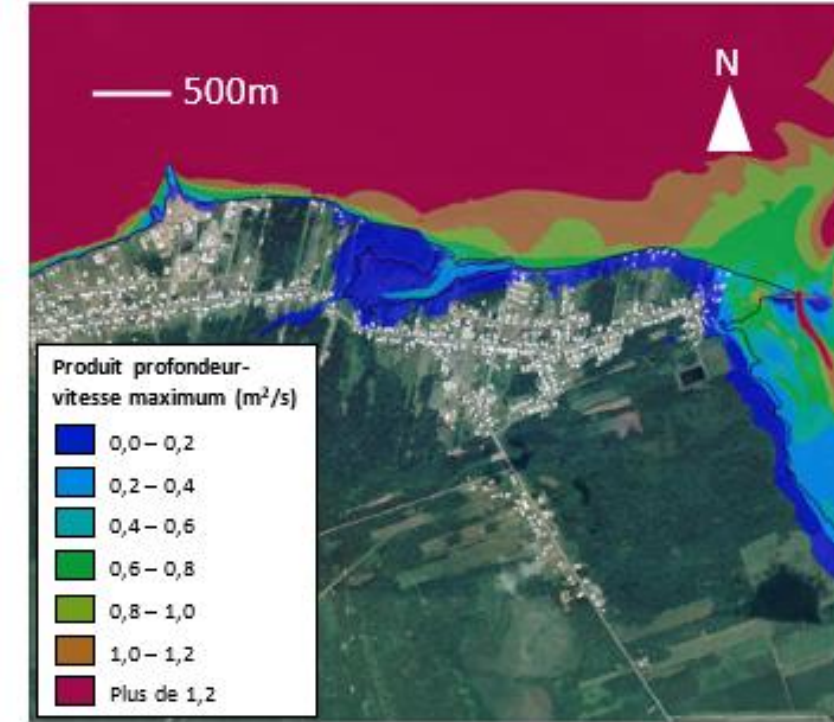 500m
N
Produit profondeur-
vitesse maximum (m²/s)
0,0 – 0,2
0,2 – 0,4
0,4 – 0,6
0,6 – 0,8
0,8 – 1,0
1,0 – 1,2
Plus de 1,2